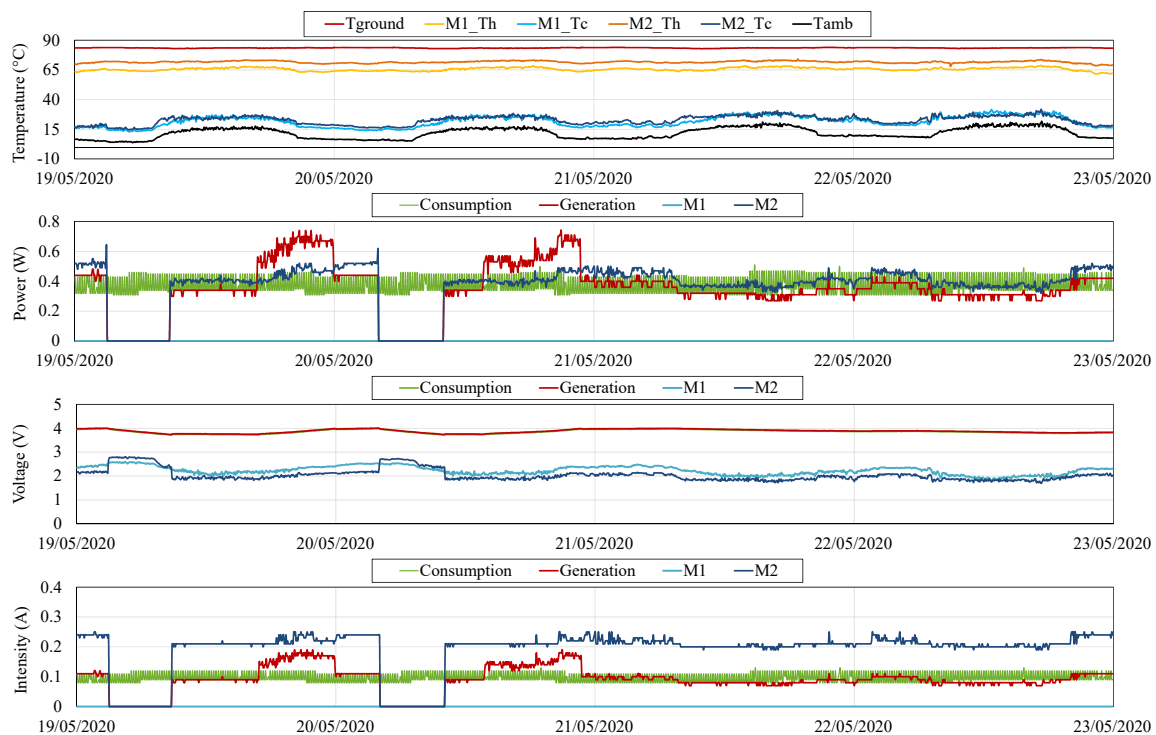 Tground M1_Th M1_Tc M2_Th M2_Tc Tamb
Temperature (°C)
90
65
40
15
-10
19/05/2020 20/05/2020 21/05/2020 22/05/2020 23/05/2020
Consumption Generation M1 M2
Power (W)
0.8
0.6
0.4
0.2
0
19/05/2020 20/05/2020 21/05/2020 22/05/2020 23/05/2020
Consumption Generation M1 M2
Voltage (V)
5
4
3
2
1
0
19/05/2020 20/05/2020 21/05/2020 22/05/2020 23/05/2020
Consumption Generation M1 M2
Intensity (A)
0.4
0.3
0.2
0.1
0
19/05/2020 20/05/2020 21/05/2020 22/05/2020 23/05/2020